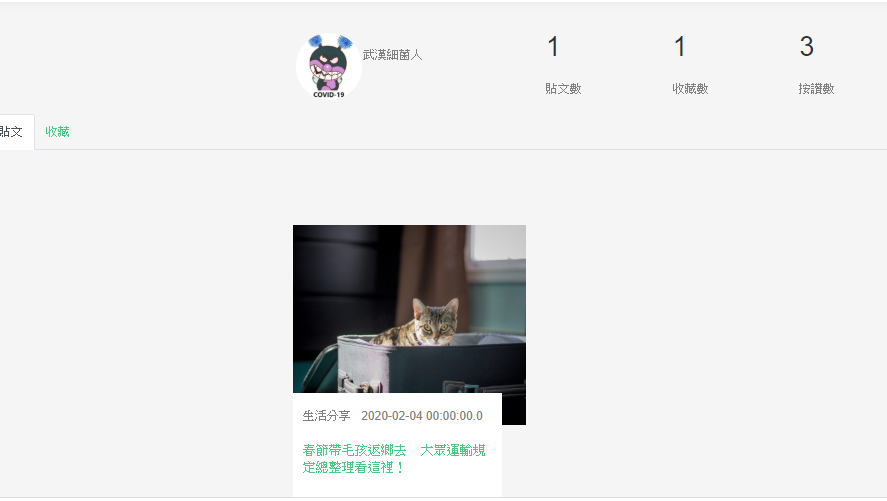 COVID-19
武漢細菌人
1
1
3
貼文數
收藏數
按讚數
貼文
收藏
生活分享 2020-02-04 00:00:00.0
春節帶毛孩返鄉去 大眾運輸規
定總整理看這裡！